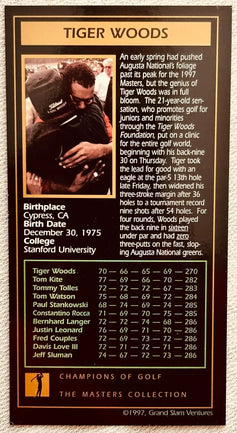 TIGER WOODS
An early spring had pushed
Augusta National's foliage
past its peak for the 1997
Masters, but the genius of
Tiger Woods was in full
bloom. The 21-year-old sen-
sation, who promotes golf for
juniors and minorities
through the Tiger Woods
Foundation, put on a clinic
for the entire golf world,
beginning with his back-nine
30 on Thursday. Tiger took
the lead for good with an
eagle at the par-5 13th hole
late Friday, then widened his
three-stroke margin after 36
holes to a tournament record
nine shots after 54 holes. For
four rounds, Woods played
the back nine in sixteen
under par and had zero
three-putts on the fast, slop-
ing Augusta National greens.
Birthplace
Cypress, CA
Birth Date
December 30, 1975
College
Stanford University
Tiger Woods 70 — 66 — 65 — 69 — 270
Tom Kite 77 — 69 — 66 — 70 — 282
Tommy Tolles 72 — 72 — 72 — 67 — 283
Tom Watson 75 — 68 — 69 — 72 — 284
Paul Stankowski 68 — 74 — 69 — 74 — 285
Constantino Rocca 71 — 69 — 70 — 75 — 285
Bernhard Langer 72 — 72 — 74 — 68 — 286
Justin Leonard 76 — 69 — 71 — 70 — 286
Fred Couples 72 — 69 — 73 — 72 — 286
Davis Love III 72 — 71 — 72 — 71 — 286
Jeff Sluman 74 — 67 — 72 — 73 — 286
CHAMPIONS OF GOLF
THE MASTERS COLLECTION
©1997, Grand Slam Ventures